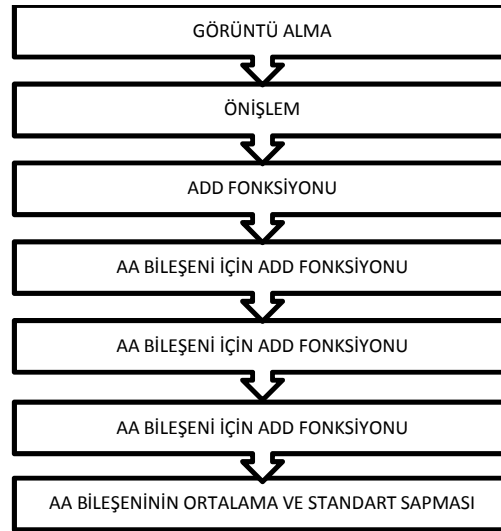 GÖRÜNTÜ ALMA
ÖNİŞLEM
ADD FONKSİYONU
AA BİLEŞENİ İÇİN ADD FONKSİYONU
AA BİLEŞENİ İÇİN ADD FONKSİYONU
AA BİLEŞENİ İÇİN ADD FONKSİYONU
AA BİLEŞENİNİN ORTALAMA VE STANDART SAPMASI